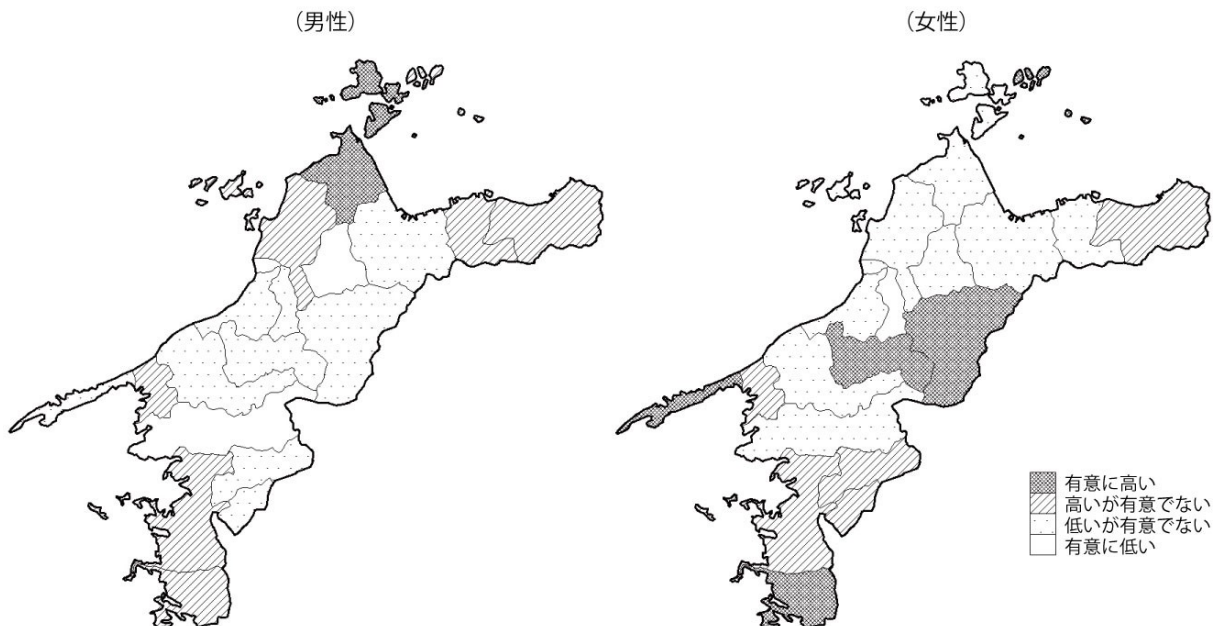 (男性)
(女性)
有意に高い
高いが有意でない
低いが有意でない
有意に低い